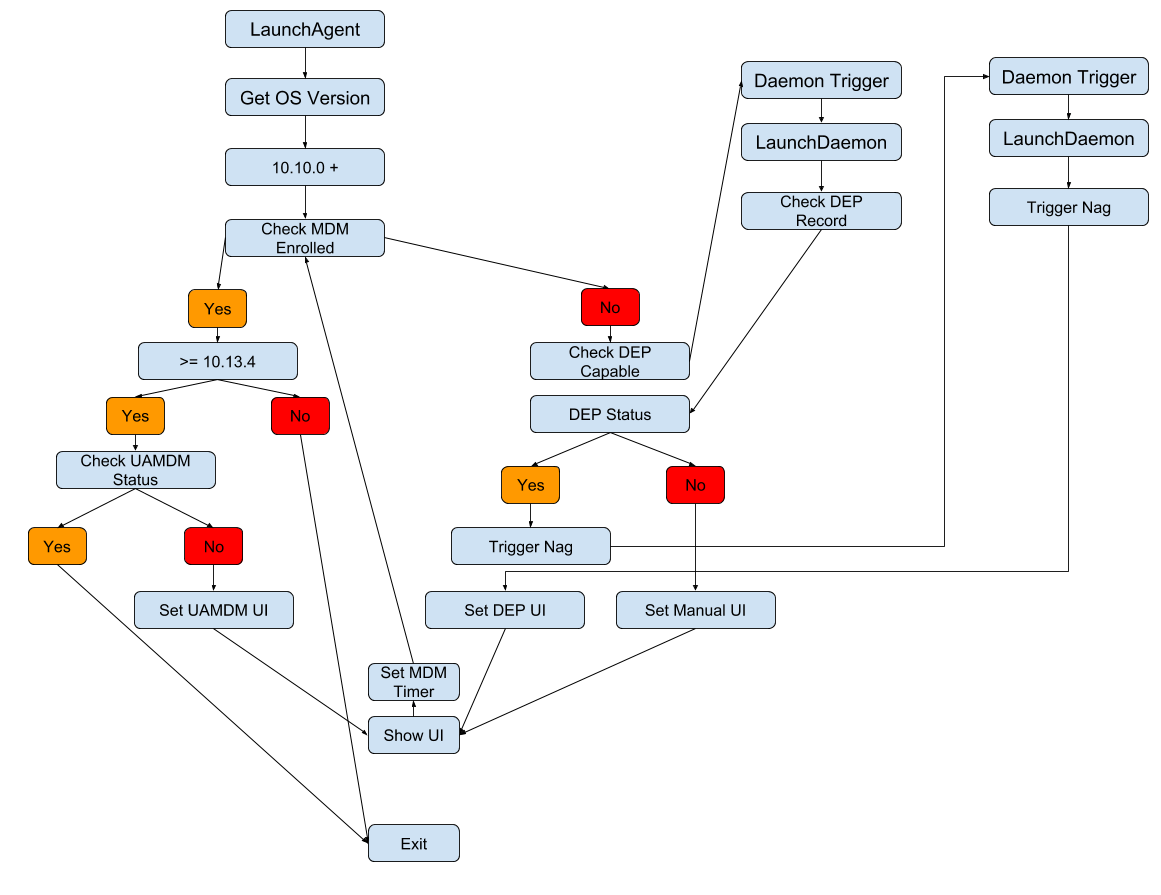 LaunchAgent
Get OS Version
10.10.0 +
Check MDM
Enrolled
Yes
>= 10.13.4
Yes
No
Check UAMDM
Status
Yes
No
Set UAMDM UI
No
Check DEP
Capable
Daemon Trigger
LaunchDaemon
Check DEP
Record
DEP Status
Yes
No
Trigger Nag
Daemon Trigger
LaunchDaemon
Trigger Nag
Set DEP UI
Set Manual UI
Set MDM
Timer
Show UI
Exit